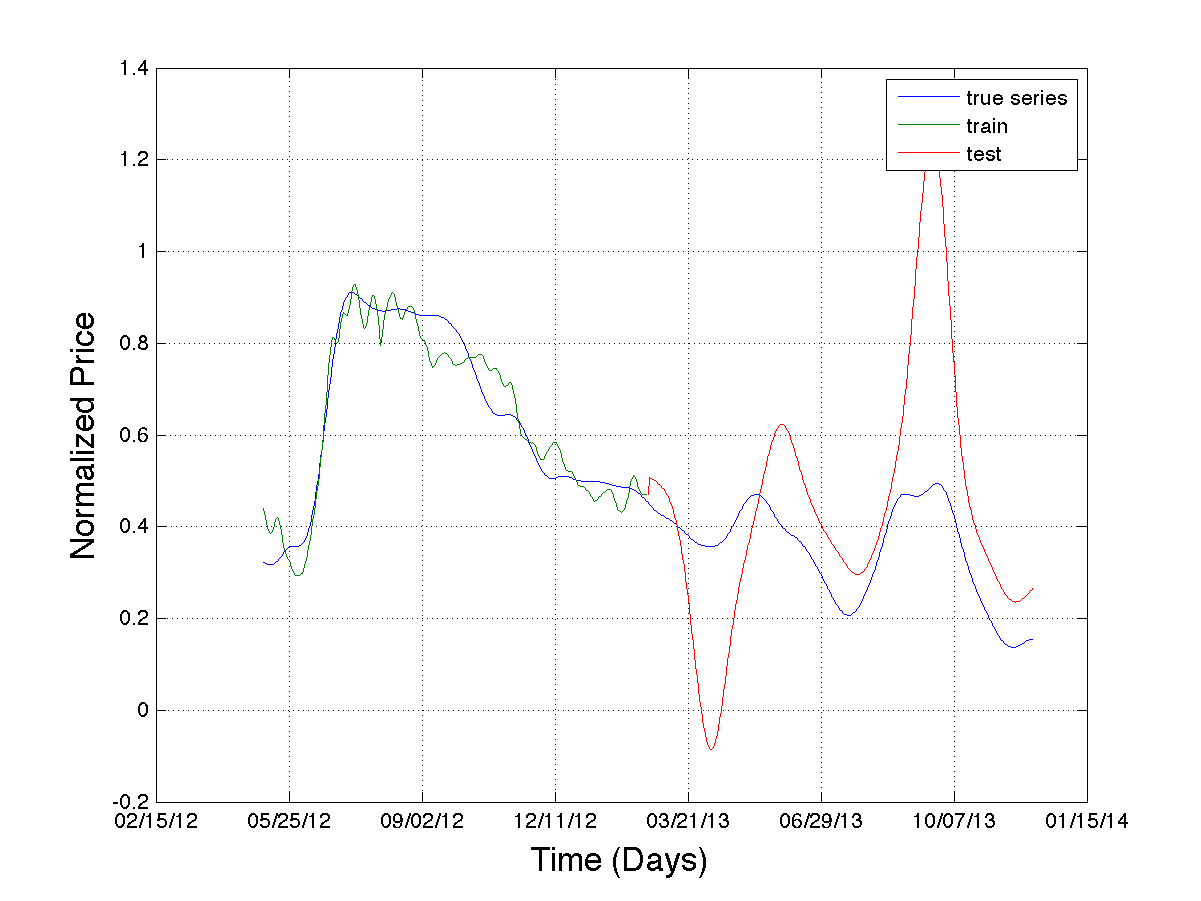 1.4
1.2
1
0.8
0.6
0.4
0.2
0
-0.2
Normalized Price
true series
train
test
02/15/12 05/25/12 09/02/12 12/11/12 03/21/13 06/29/13 10/07/13 01/15/14
Time (Days)